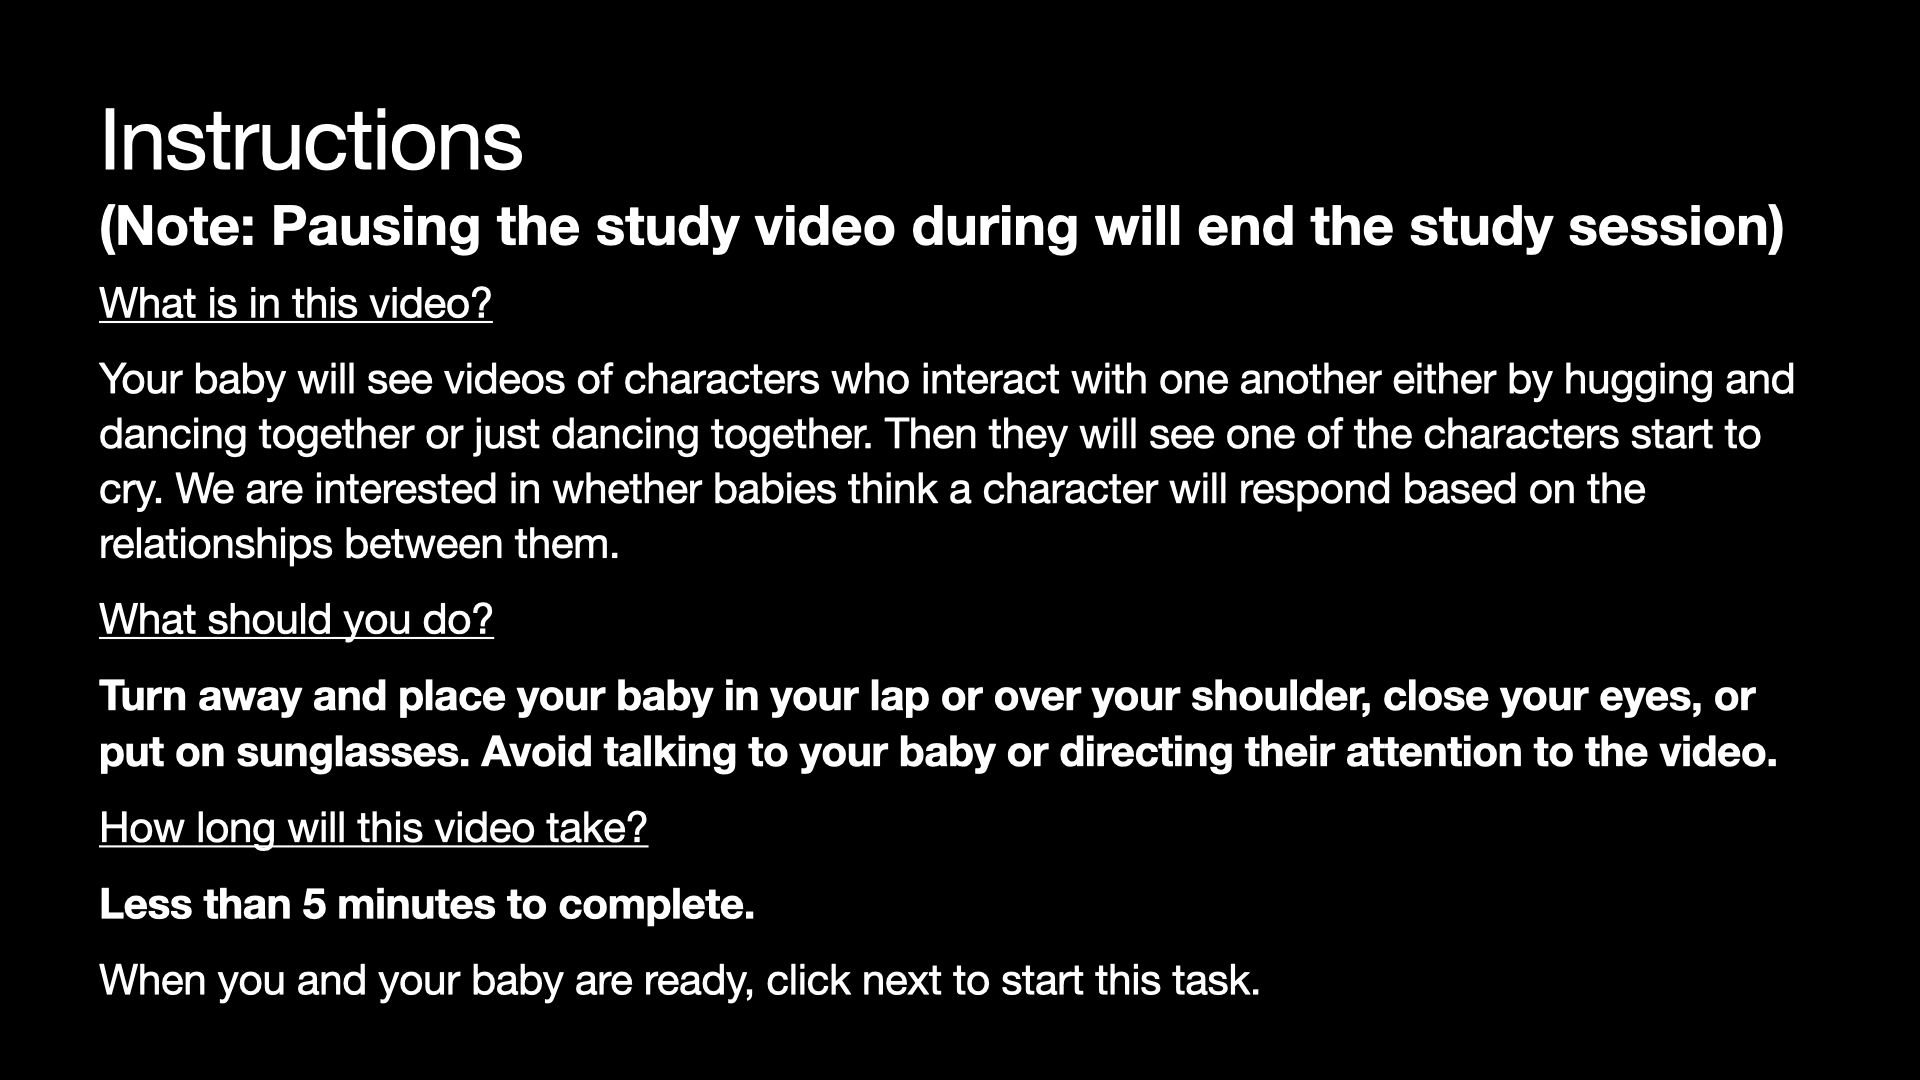 Instructions
(Note: Pausing the study video during will end the study session)
What is in this video?
Your baby will see videos of characters who interact with one another either by hugging and
dancing together or just dancing together. Then they will see one of the characters start to
cry. We are interested in whether babies think a character will respond based on the
relationships between them.
What should you do?
Turn away and place your baby in your lap or over your shoulder, close your eyes, or
put on sunglasses. Avoid talking to your baby or directing their attention to the video.
How long will this video take?
Less than 5 minutes to complete.
When you and your baby are ready, click next to start this task.